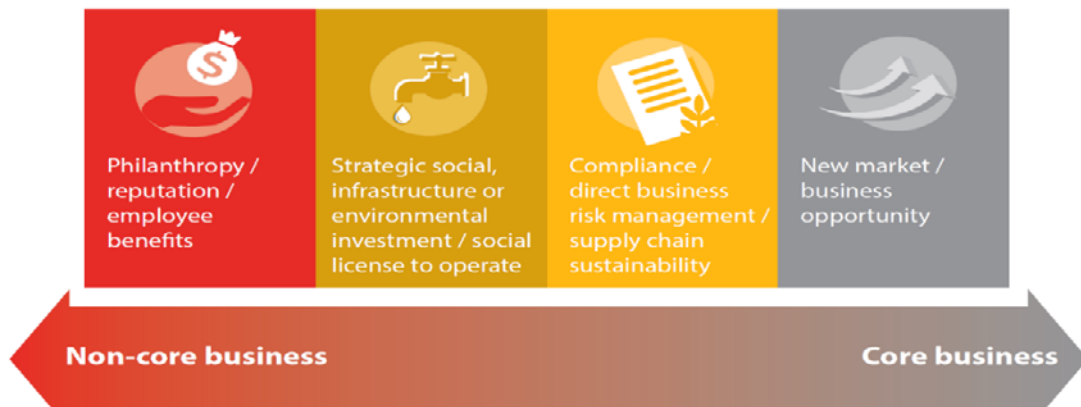 $
Philanthropy /
reputation /
employee
benefits
Strategic social,
infrastructure or
environmental
investment / social
license to operate
Compliance /
direct business
risk management /
supply chain
sustainability
New market /
business
opportunity
Non-core business
Core business